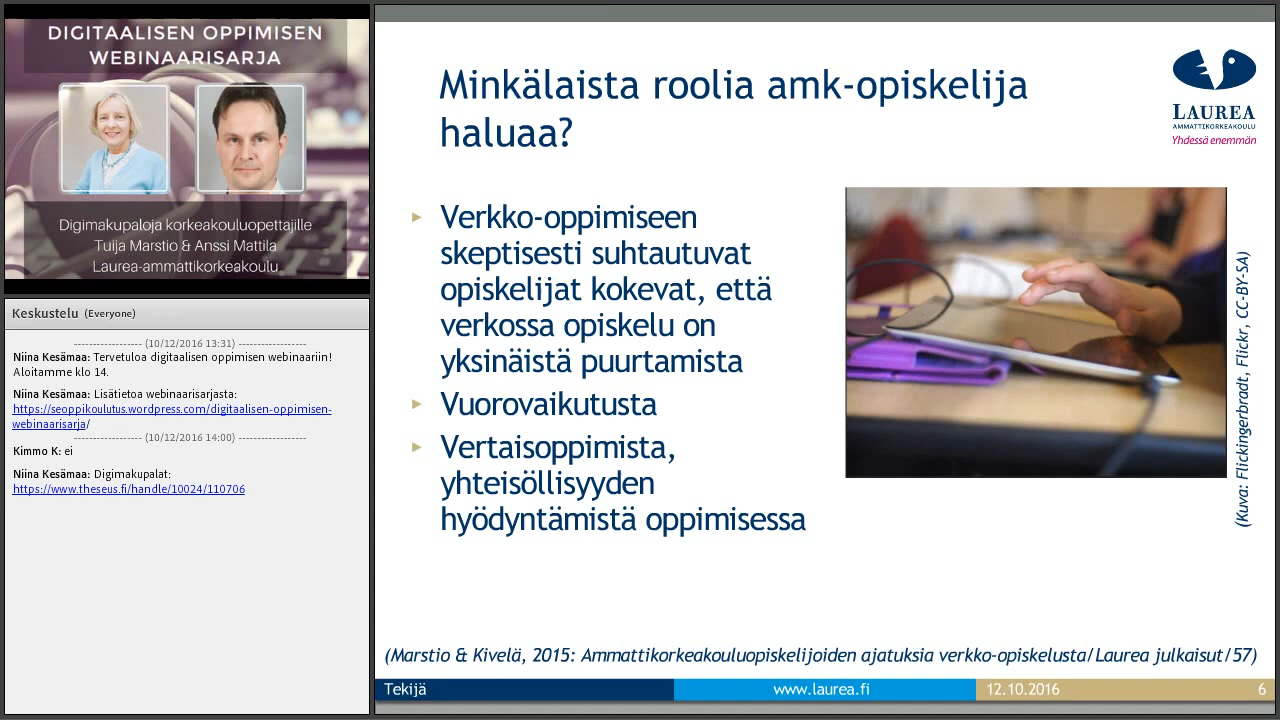 DIGITAALISEN OPPIMISEN
WEBINAARISARJA
Digimakupaloja korkeakouluopettajille
Tuija Marstio & Anssi Mattila
Laurea-ammattikorkeakoulu
Keskustelu (Everyone)
------------------ (10/12/2016 13:31) ------------------
Niina Kesämaa: Tervetuloa digitaalisen oppimisen webinaariin!
Aloitamme klo 14.
Niina Kesämaa: Lisätietoa webinaarisarjasta:
https://seoppikoulutus.wordpress.com/digitaalisen-oppimisen-
webinaarisarja/
------------------ (10/12/2016 14:00) ------------------
Kimmo K: ei
Niina Kesämaa: Digimakupalat:
https://www.theseus.fi/handle/10024/110706
Minkälaista roolia amk-opiskelija
haluaa?
LAUREA
AMMATTIKORKEAKOULU
Yhdessä enemmän
Verkko-oppimiseen
skeptisesti suhtautuvat
opiskelijat kokevat, että
verkossa opiskelu on
yksinäistä puurtamista
Vuorovaikutusta
Vertaisoppimista,
yhteisöllisyyden
hyödyntämistä oppimisessa
(Kuva: Flickingerbradt, Flickr, CC-BY-SA)
(Marstio & Kivelä, 2015: Ammattikorkeakouluopiskelijoiden ajatuksia verkko-opiskelusta/Laurea julkaisut/57)
Tekijä
www.laurea.fi
12.10.2016
6